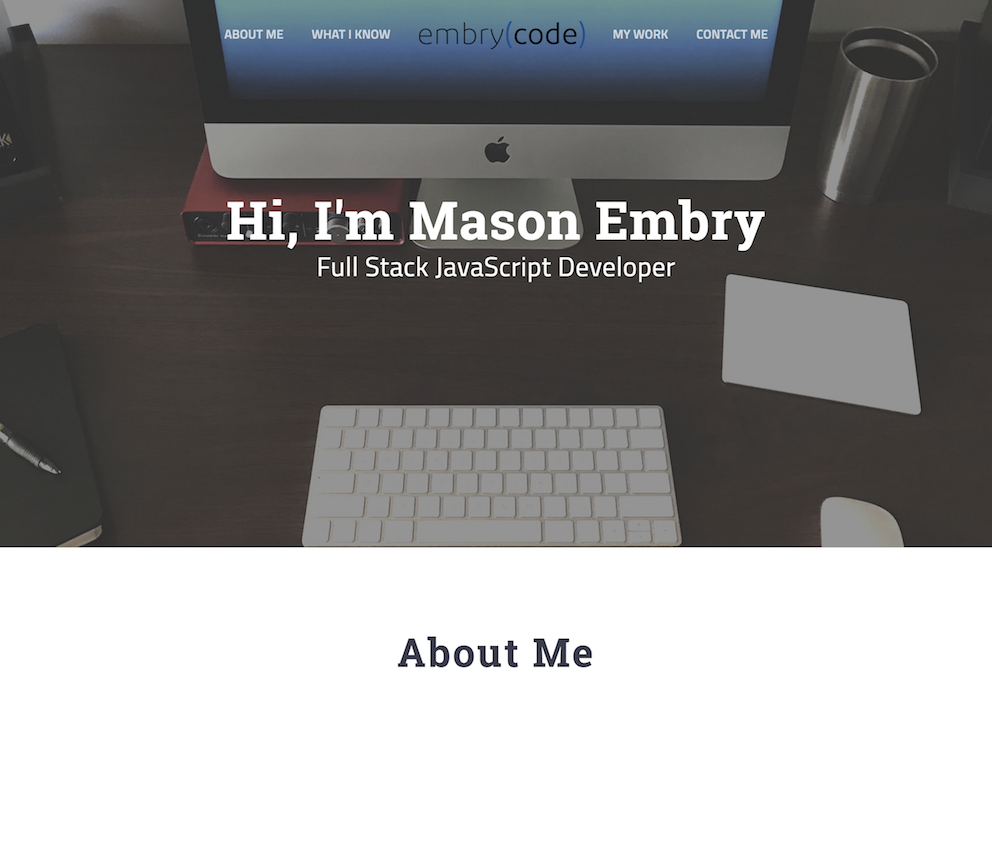 ABOUT ME
WHAT I KNOW
embry(code)
MY WORK
CONTACT ME
Hi, I'm Mason Embry
Full Stack JavaScript Developer
About Me